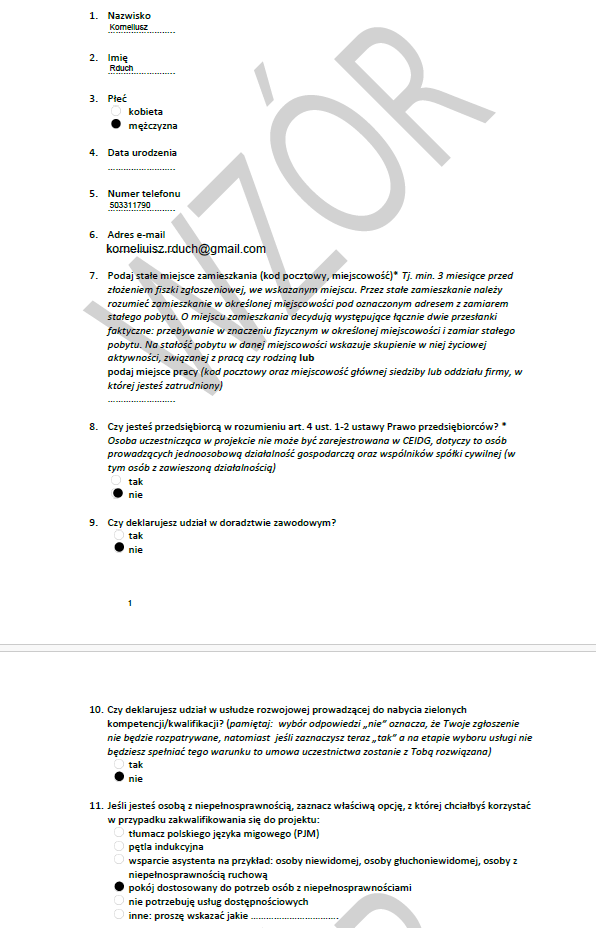 1. Nazwisko
Korneliusz
2. Imię
Rduch
3. Płeć
kobieta
mężczyzna
4. Data urodzenia
..........................
5. Numer telefonu
503311790
6. Adres e-mail
korneliuisz.rduch@gmail.com
7. Podaj stałe miejsce zamieszkania (kod pocztowy, miejscowość)* Tj. min. 3 miesiące przed
złożeniem fiszki zgłoszeniowej, we wskazanym miejscu. Przez stałe zamieszkanie należy
rozumieć zamieszkanie w określonej miejscowości pod oznaczonym adresem z zamiarem
stałego pobytu. O miejscu zamieszkania decydują występujące łącznie dwie przesłanki
faktyczne: przebywanie w znaczeniu fizycznym w określonej miejscowości i zamiar stałego
pobytu. Na stałość pobytu w danej miejscowości wskazuje skupienie w niej życiowej
aktywności, związanej z pracą czy rodziną lub
podaj miejsce pracy (kod pocztowy oraz miejscowość głównej siedziby lub oddziału firmy, w
której jesteś zatrudniony)
..........................
8. Czy jesteś przedsiębiorcą w rozumieniu art. 4 ust. 1-2 ustawy Prawo przedsiębiorców? *
Osoba uczestnicząca w projekcie nie może być zarejestrowana w CEIDG, dotyczy to osób
prowadzących jednoosobową działalność gospodarczą oraz wspólników spółki cywilnej (w
tym osób z zawieszoną działalnością)
tak
nie
9. Czy deklarujesz udział w doradztwie zawodowym?
tak
nie
1
WZÓR
10. Czy deklarujesz udział w usłudze rozwojowej prowadzącej do nabycia zielonych
kompetencji/kwalifikacji? (pamiętaj: wybór odpowiedzi „nie” oznacza, że Twoje zgłoszenie
nie będzie rozpatrywane, natomiast jeśli zaznaczysz teraz „tak” a na etapie wyboru usługi nie
będziesz spełniać tego warunku to umowa uczestnictwa zostanie z Tobą rozwiązana)
tak
nie
11. Jeśli jesteś osobą z niepełnosprawnością, zaznacz właściwą opcję, z której chciałbyś korzystać
w przypadku zakwalifikowania się do projektu:
tłumacz polskiego języka migowego (PJM)
pętla indukcyjna
wsparcie asystenta na przykład: osoby niewidomej, osoby głuchoniewidomej, osoby z
niepełnosprawnością ruchową
pokój dostosowany do potrzeb osób z niepełnosprawnościami
nie potrzebuję usług dostępnościowych
inne: proszę wskazać jakie ..................................